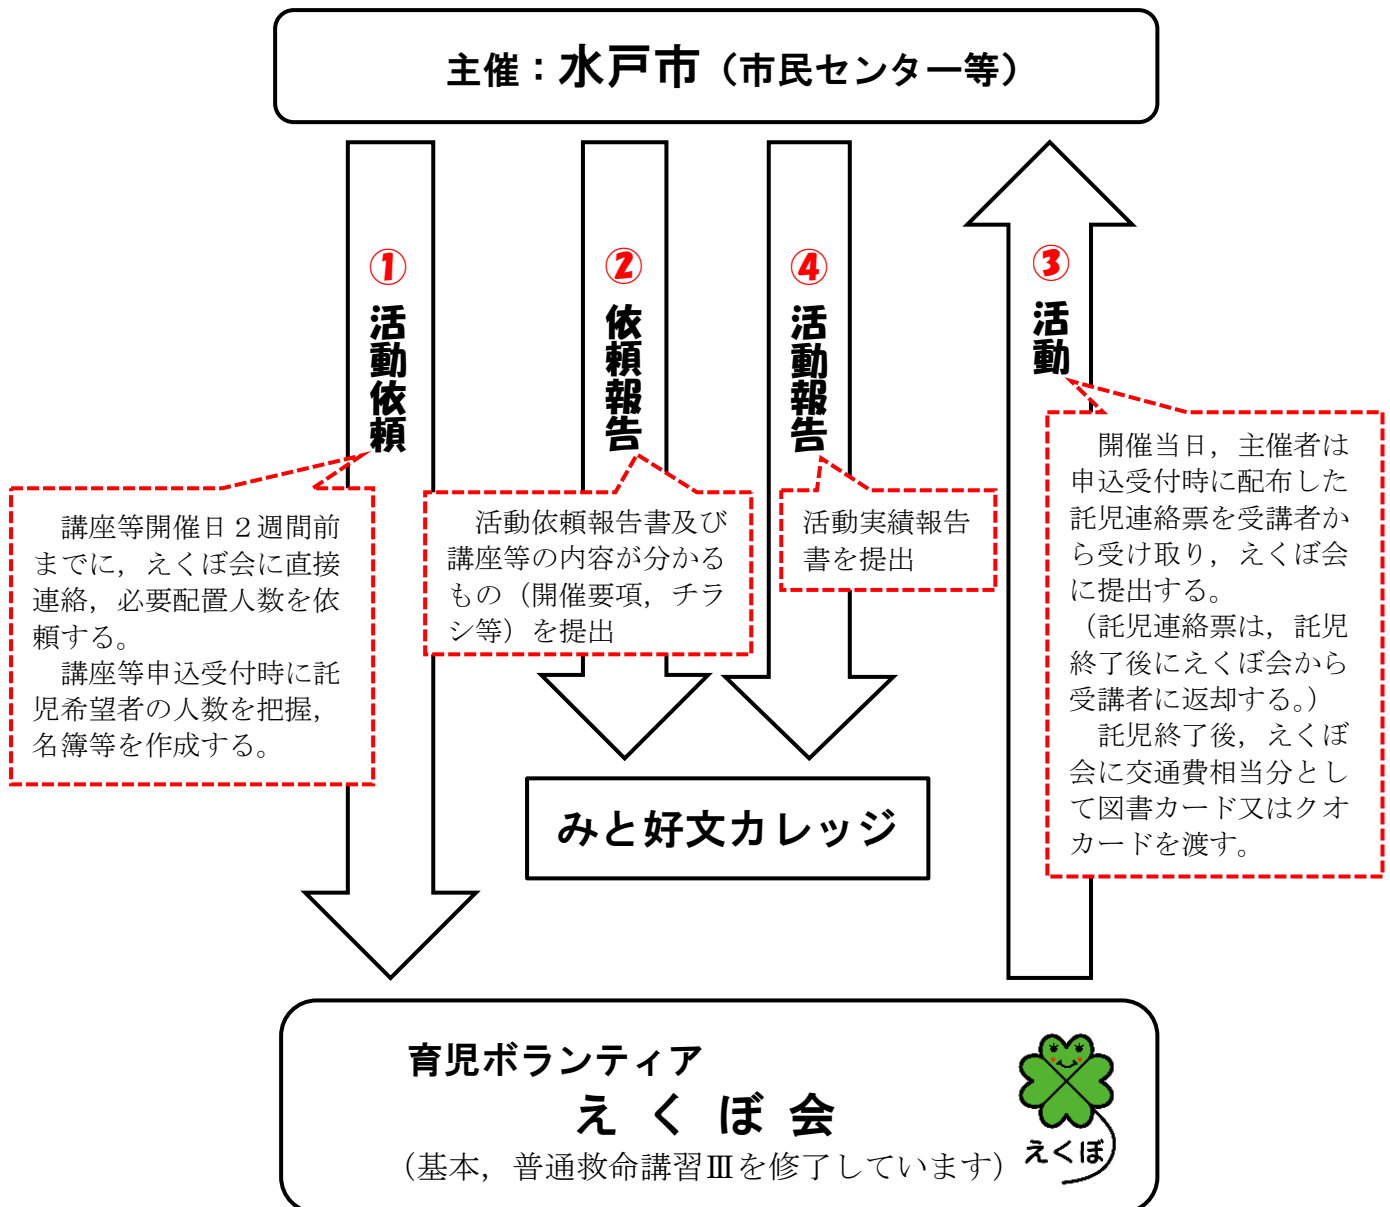 主催：水戸市（市民センター等）
①活動依頼
②依頼報告
④活動報告
③活動
講座等開催日２週間前
までに，えくぼ会に直接
連絡，必要配置人数を依
頼する。
講座等申込受付時に託
児希望者の人数を把握，
名簿等を作成する。
活動依頼報告書及び
講座等の内容が分かる
もの（開催要項，チラ
シ等）を提出
活動実績報告
書を提出
開催当日，主催者は
申込受付時に配布した
託児連絡票を受講者か
ら受け取り，えくぼ会
に提出する。
（託児連絡票は，託児
終了後にえくぼ会から
受講者に返却する。）
託児終了後，えくぼ
会に交通費相当分とし
て図書カード又はクオ
カードを渡す。
みと好文カレッジ
育児ボランティア
えくぼ会
（基本，普通救命講習Ⅲを修了しています）
えくぼ